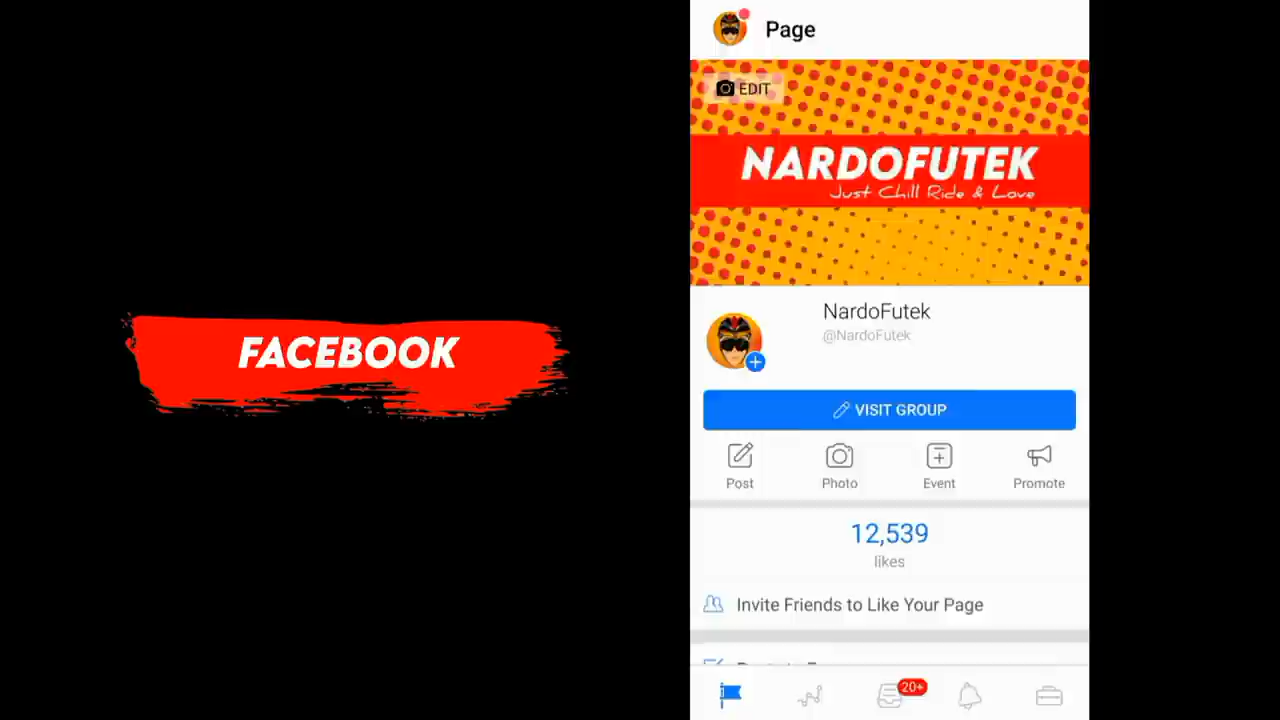 FACEBOOK
Page
EDIT
NARDOFUTEK
Just Chill Ride & Love
NardoFutek
@NardoFutek
VISIT GROUP
Post Photo Event Promote
12,539
likes
Invite Friends to Like Your Page
20+